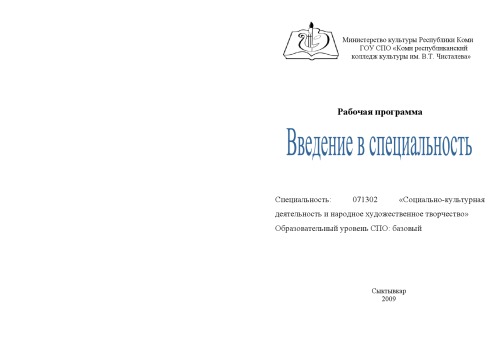 Министерство культуры Республики Коми
ГОУ СПО «Коми республиканский
колледж культуры им. В.Т. Чисталева»
Рабочая программа
Введение в специальность
Специальность: 071302 «Социально-культурная
деятельность и народное художественное творчество»
Образовательный уровень СПО: базовый
Сыктывкар
2009